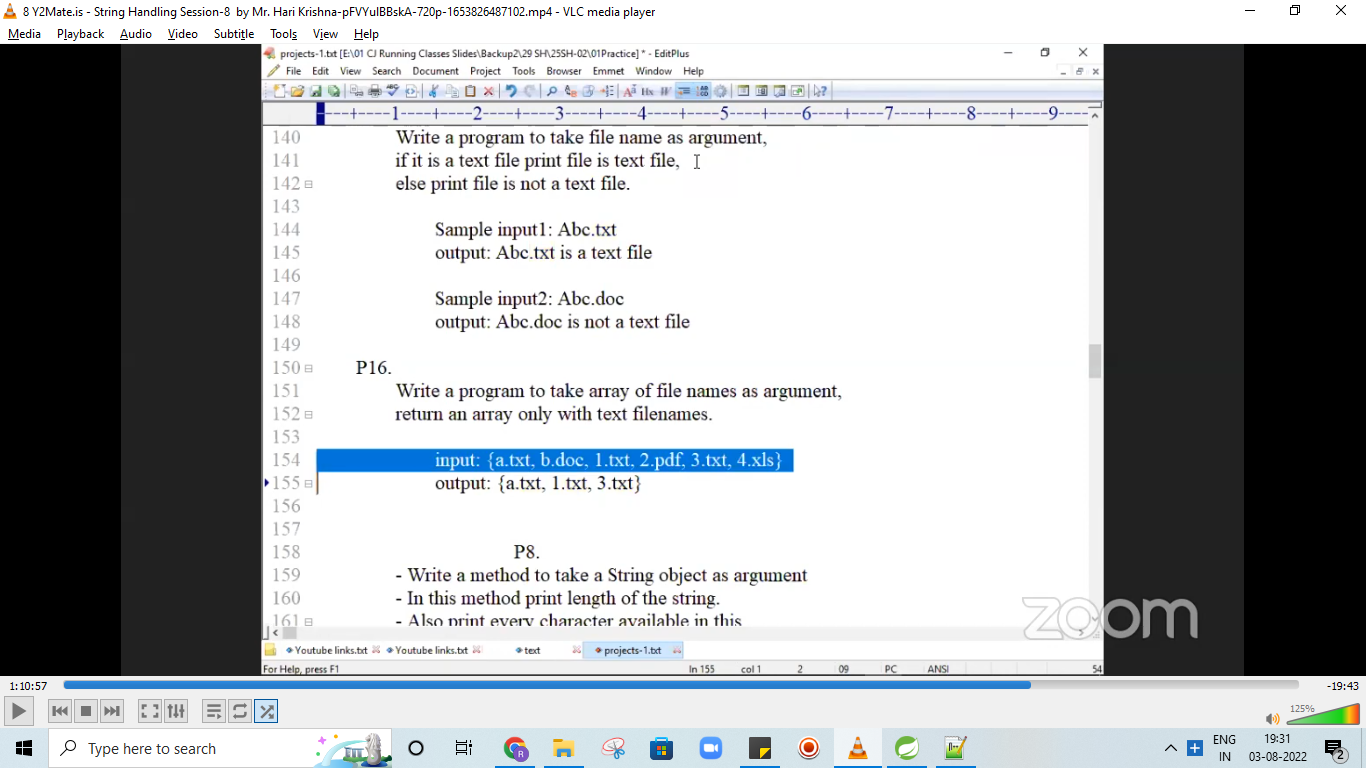 8 Y2Mate.is - String Handling Session-8 by Mr. Hari Krishna-pFVYulBBskA-720p-1653826487102.mp4 - VLC media player
Media Playback Audio Video Subtitle Tools View Help
projects-1.txt [E:\01 CJ Running Classes Slides\Backup2\29 SH\25SH-02\01Practice] * - EditPlus
File Edit View Search Document Project Tools Browser Emmet Window Help
----+----1----+----2----+----3----+----4----+----5----+----6----+----7----+----8----+----9----
140 Write a program to take file name as argument,
141 if it is a text file print file is text file,
142 else print file is not a text file.
143
144 Sample input1: Abc.txt
145 output: Abc.txt is a text file
146
147 Sample input2: Abc.doc
148 output: Abc.doc is not a text file
149
150 P16.
151 Write a program to take array of file names as argument,
152 return an array only with text filenames.
153
154 input: {a.txt, b.doc, 1.txt, 2.pdf, 3.txt, 4.xls}
155 output: {a.txt, 1.txt, 3.txt}
156
157
158 P8.
159 - Write a method to take a String object as argument
160 - In this method print length of the string.
161 - Also print every character available in this
zoom
Youtube links.txt Youtube links.txt text projects-1.txt
For Help, press F1 ln 155 col 1 2 09 PC ANSI 54
1:10:57 -19:43
125%
Type here to search
ENG
IN
19:31
03-08-2022
2